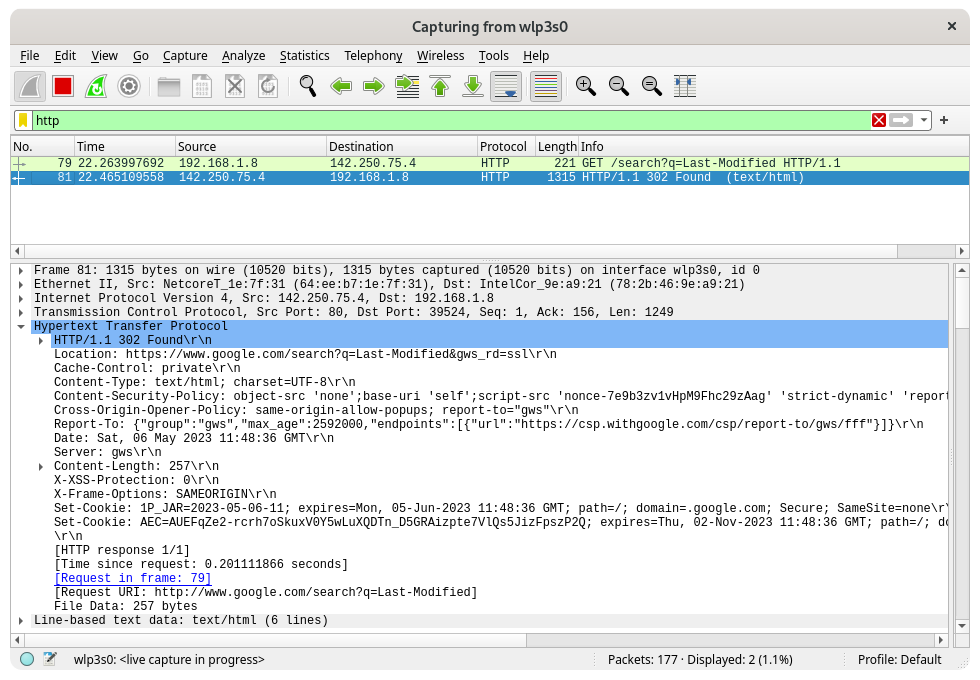 Capturing from wlp3s0
File Edit View Go Capture Analyze Statistics Telephony Wireless Tools Help
http
No. Time Source Destination Protocol Length Info
79 22.263997692 192.168.1.8 142.250.75.4 HTTP 221 GET /search?q=Last-Modified HTTP/1.1
81 22.465109558 142.250.75.4 192.168.1.8 HTTP 1315 HTTP/1.1 302 Found (text/html)
Frame 81: 1315 bytes on wire (10520 bits), 1315 bytes captured (10520 bits) on interface wlp3s0, id 0
Ethernet II, Src: NetcoreT_1e:7f:31 (64:ee:b7:1e:7f:31), Dst: IntelCor_9e:a9:21 (78:2b:46:9e:a9:21)
Internet Protocol Version 4, Src: 142.250.75.4, Dst: 192.168.1.8
Transmission Control Protocol, Src Port: 80, Dst Port: 39524, Seq: 1, Ack: 156, Len: 1249
Hypertext Transfer Protocol
HTTP/1.1 302 Found\r\n
Location: https://www.google.com/search?q=Last-Modified&gws_rd=ssl\r\n
Cache-Control: private\r\n
Content-Type: text/html; charset=UTF-8\r\n
Content-Security-Policy: object-src 'none';base-uri 'self';script-src 'nonce-7e9b3zv1vHpM9Fhc29zAag' 'strict-dynamic' 'report
Cross-Origin-Opener-Policy: same-origin-allow-popups; report-to="gws"\r\n
Report-To: {"group":"gws","max_age":2592000,"endpoints":[{"url":"https://csp.withgoogle.com/csp/report-to/gws/fff"}]}\r\n
Date: Sat, 06 May 2023 11:48:36 GMT\r\n
Server: gws\r\n
Content-Length: 257\r\n
X-XSS-Protection: 0\r\n
X-Frame-Options: SAMEORIGIN\r\n
Set-Cookie: 1P_JAR=2023-05-06-11; expires=Mon, 05-Jun-2023 11:48:36 GMT; path=/; domain=.google.com; Secure; SameSite=none\r\
Set-Cookie: AEC=AUEFqZe2-rcrh7oSkuxV0Y5wLuXQDTn_D5GRAizpte7VlQs5JizFpszP2Q; expires=Thu, 02-Nov-2023 11:48:36 GMT; path=/; do
\r\n
[HTTP response 1/1]
[Time since request: 0.201111866 seconds]
[Request in frame: 79]
[Request URI: http://www.google.com/search?q=Last-Modified]
File Data: 257 bytes
Line-based text data: text/html (6 lines)
wlp3s0: <live capture in progress> Packets: 177 · Displayed: 2 (1.1%) Profile: Default